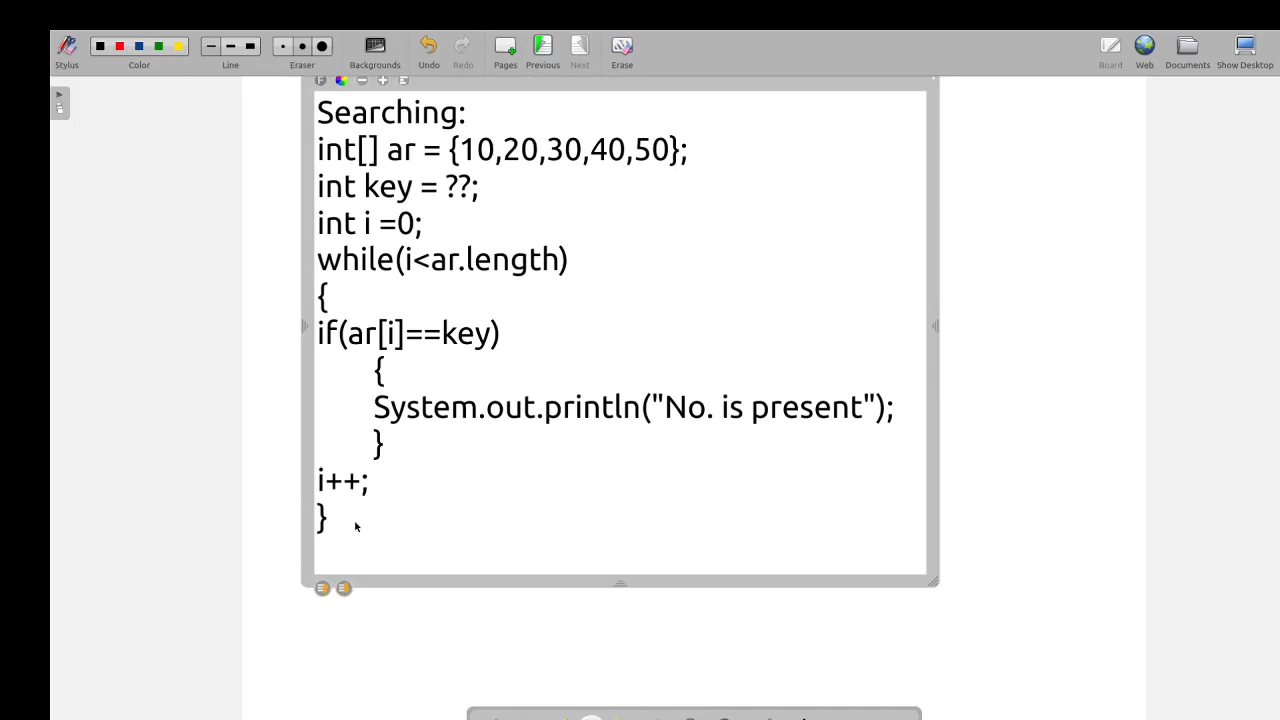 Stylus Color Line Eraser Backgrounds Undo Redo Pages Previous Next Erase Board Web Documents Show Desktop
Searching:
int[] ar = {10,20,30,40,50};
int key = ??;
int i =0;
while(i<ar.length)
{
if(ar[i]==key)
{
System.out.println("No. is present");
}
i++;
}